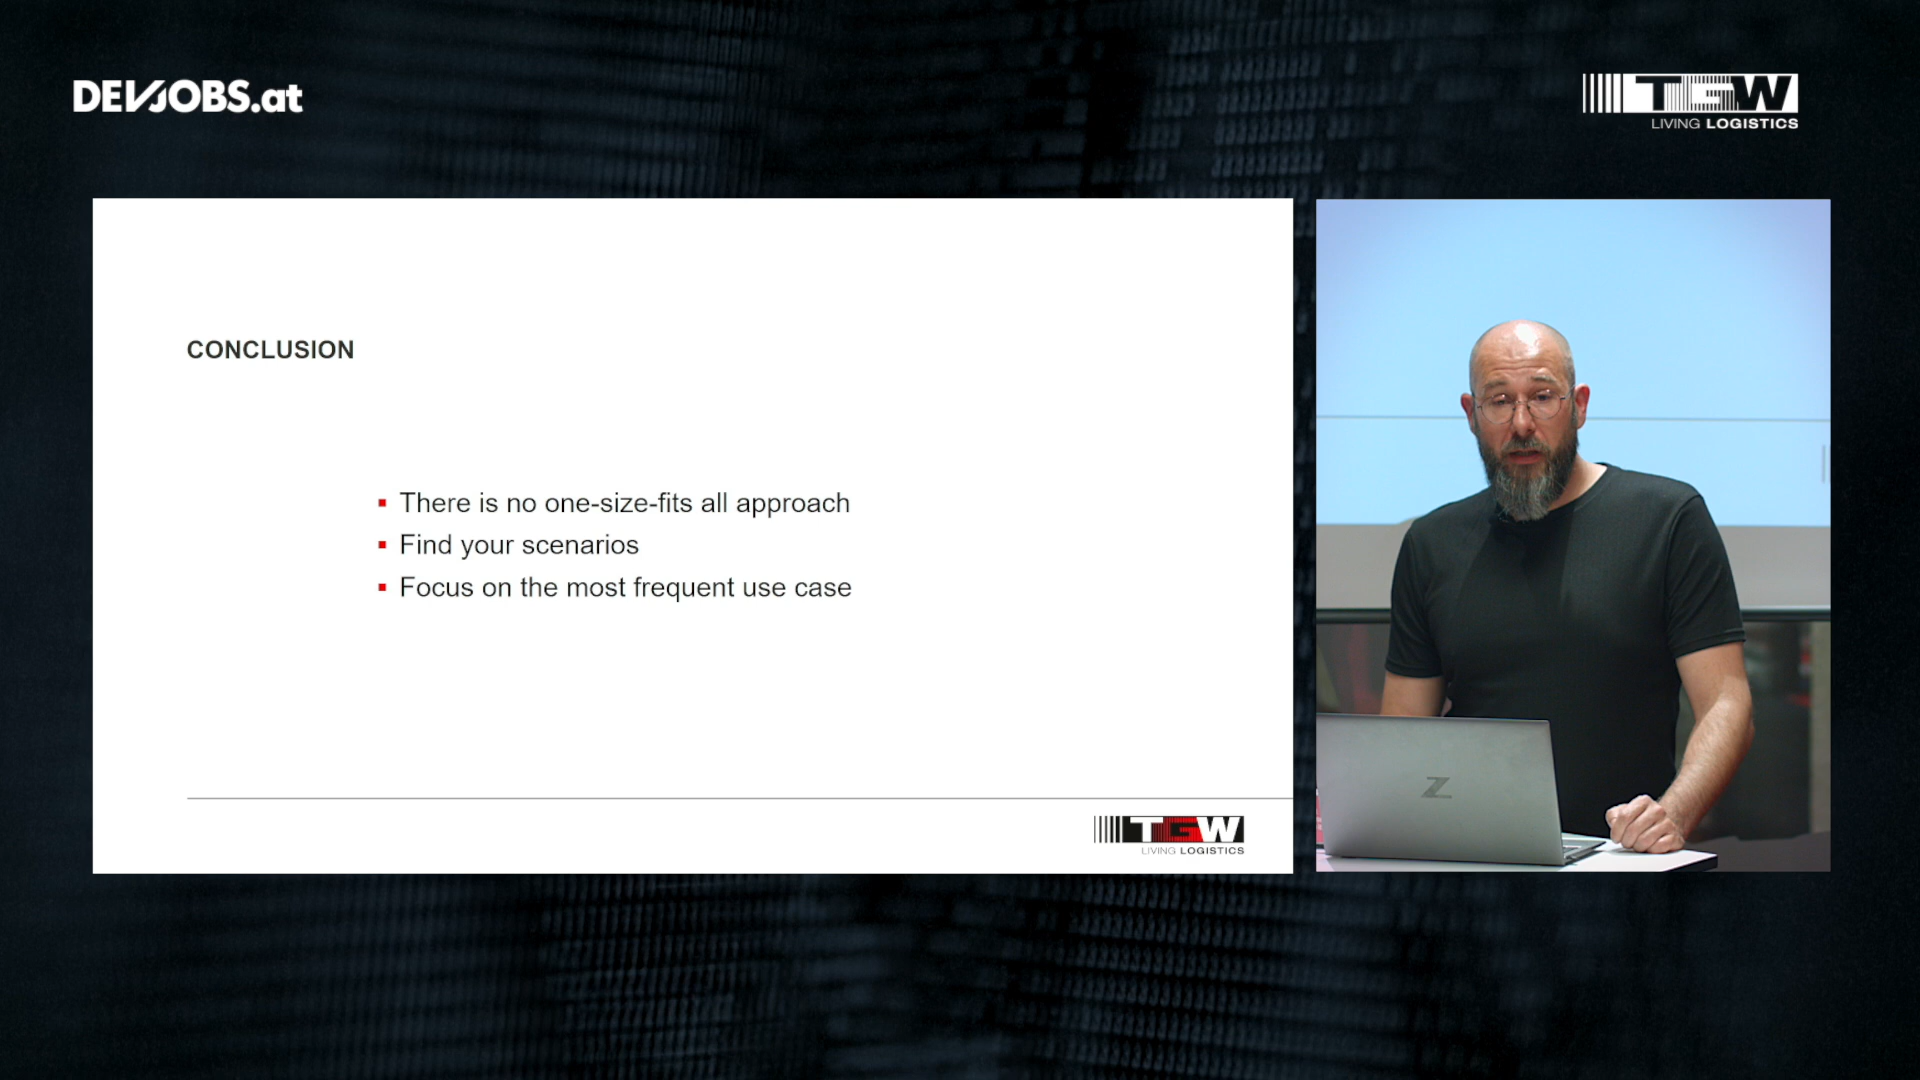 DEVJOBS.at
TGW
LIVING LOGISTICS
CONCLUSION
There is no one-size-fits all approach
Find your scenarios
Focus on the most frequent use case
TGW
LIVING LOGISTICS